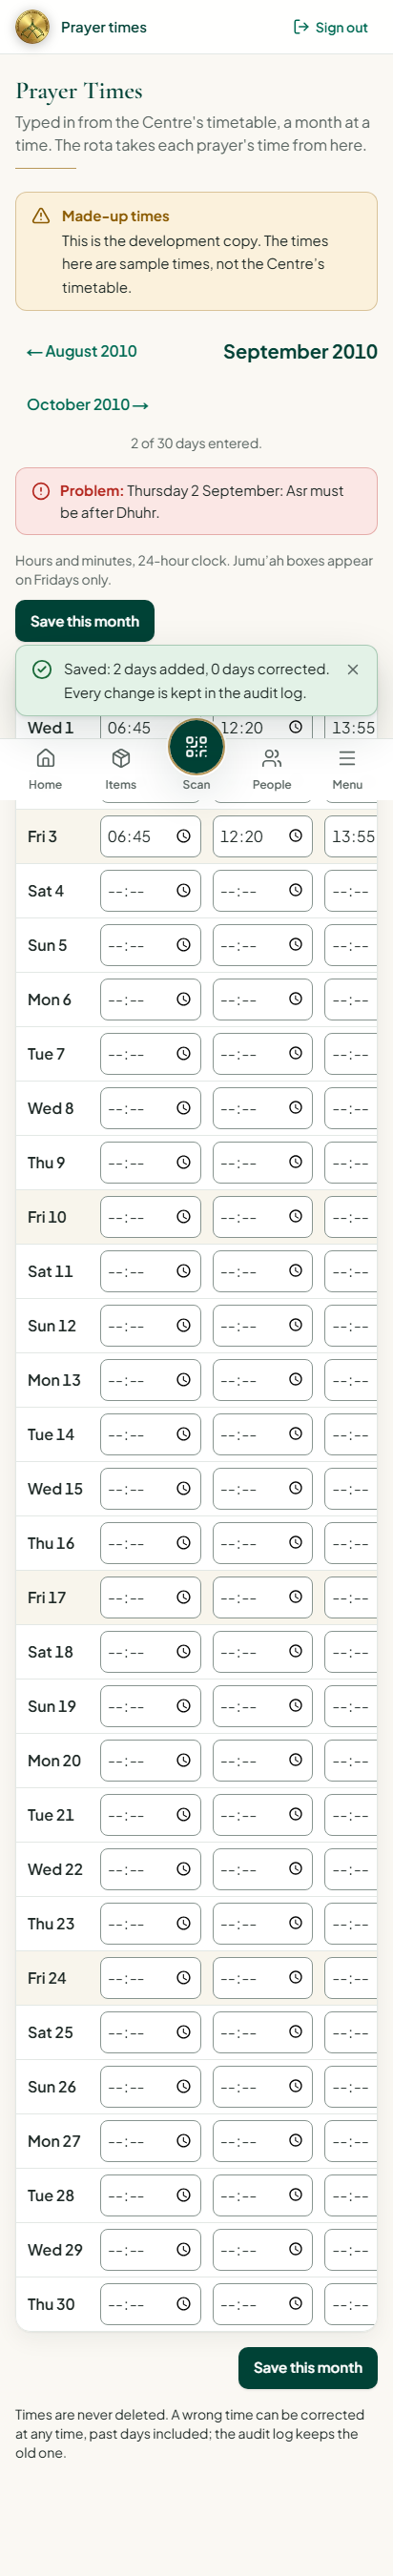 Prayer times
Sign out
Prayer Times
Typed in from the Centre's timetable, a month at a
time. The rota takes each prayer's time from here.
Made-up times
This is the development copy. The times
here are sample times, not the Centre's
timetable.
← August 2010
September 2010
October 2010 →
2 of 30 days entered.
Problem: Thursday 2 September: Asr must
be after Dhuhr.
Hours and minutes, 24-hour clock. Jumu'ah boxes appear
on Fridays only.
Save this month
Saved: 2 days added, 0 days corrected.
Every change is kept in the audit log.
Wed 1 06:45 12:20 13:55
Home Items Scan People Menu
Fri 3 06:45 12:20 13:55
Sat 4 --:-- --:-- --:--
Sun 5 --:-- --:-- --:--
Mon 6 --:-- --:-- --:--
Tue 7 --:-- --:-- --:--
Wed 8 --:-- --:-- --:--
Thu 9 --:-- --:-- --:--
Fri 10 --:-- --:-- --:--
Sat 11 --:-- --:-- --:--
Sun 12 --:-- --:-- --:--
Mon 13 --:-- --:-- --:--
Tue 14 --:-- --:-- --:--
Wed 15 --:-- --:-- --:--
Thu 16 --:-- --:-- --:--
Fri 17 --:-- --:-- --:--
Sat 18 --:-- --:-- --:--
Sun 19 --:-- --:-- --:--
Mon 20 --:-- --:-- --:--
Tue 21 --:-- --:-- --:--
Wed 22 --:-- --:-- --:--
Thu 23 --:-- --:-- --:--
Fri 24 --:-- --:-- --:--
Sat 25 --:-- --:-- --:--
Sun 26 --:-- --:-- --:--
Mon 27 --:-- --:-- --:--
Tue 28 --:-- --:-- --:--
Wed 29 --:-- --:-- --:--
Thu 30 --:-- --:-- --:--
Save this month
Times are never deleted. A wrong time can be corrected
at any time, past days included; the audit log keeps the
old one.